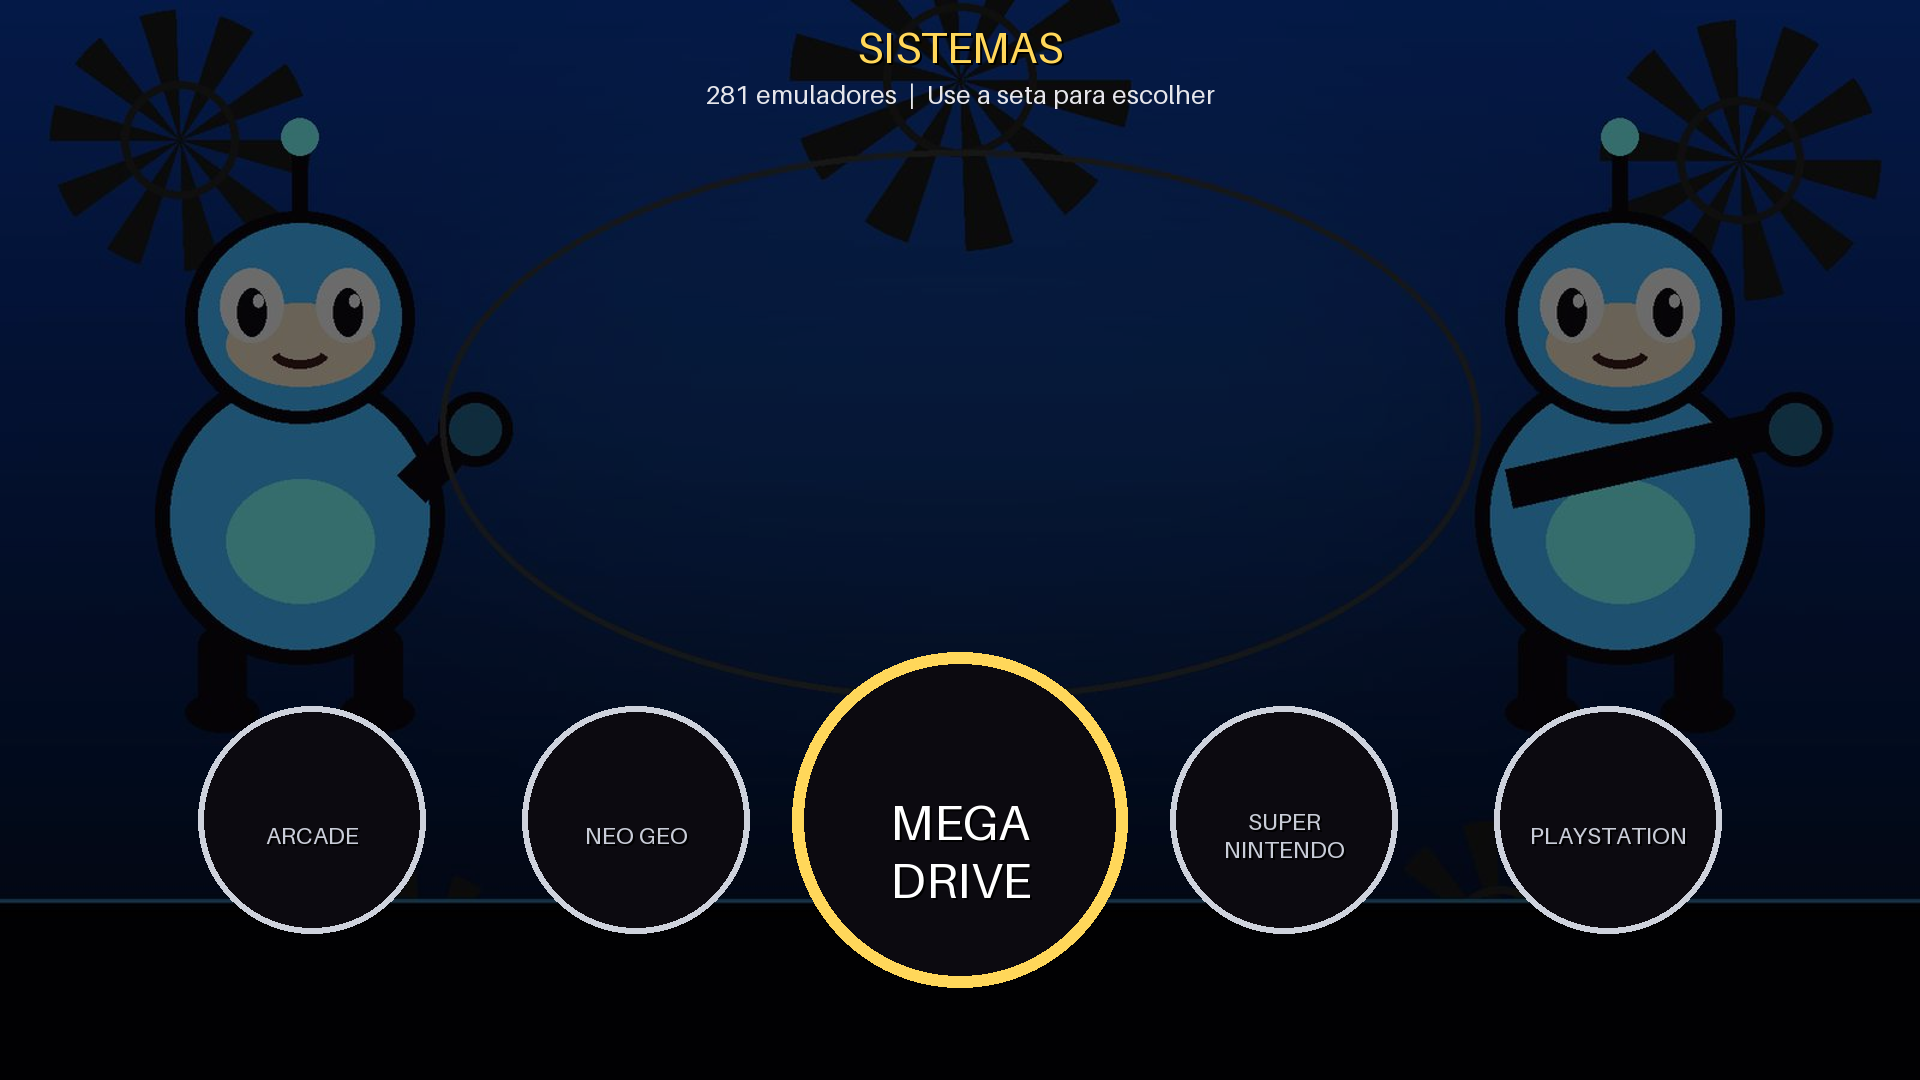 SISTEMAS
281 emuladores | Use a seta para escolher
ARCADE
NEO GEO
MEGA
DRIVE
SUPER
NINTENDO
PLAYSTATION